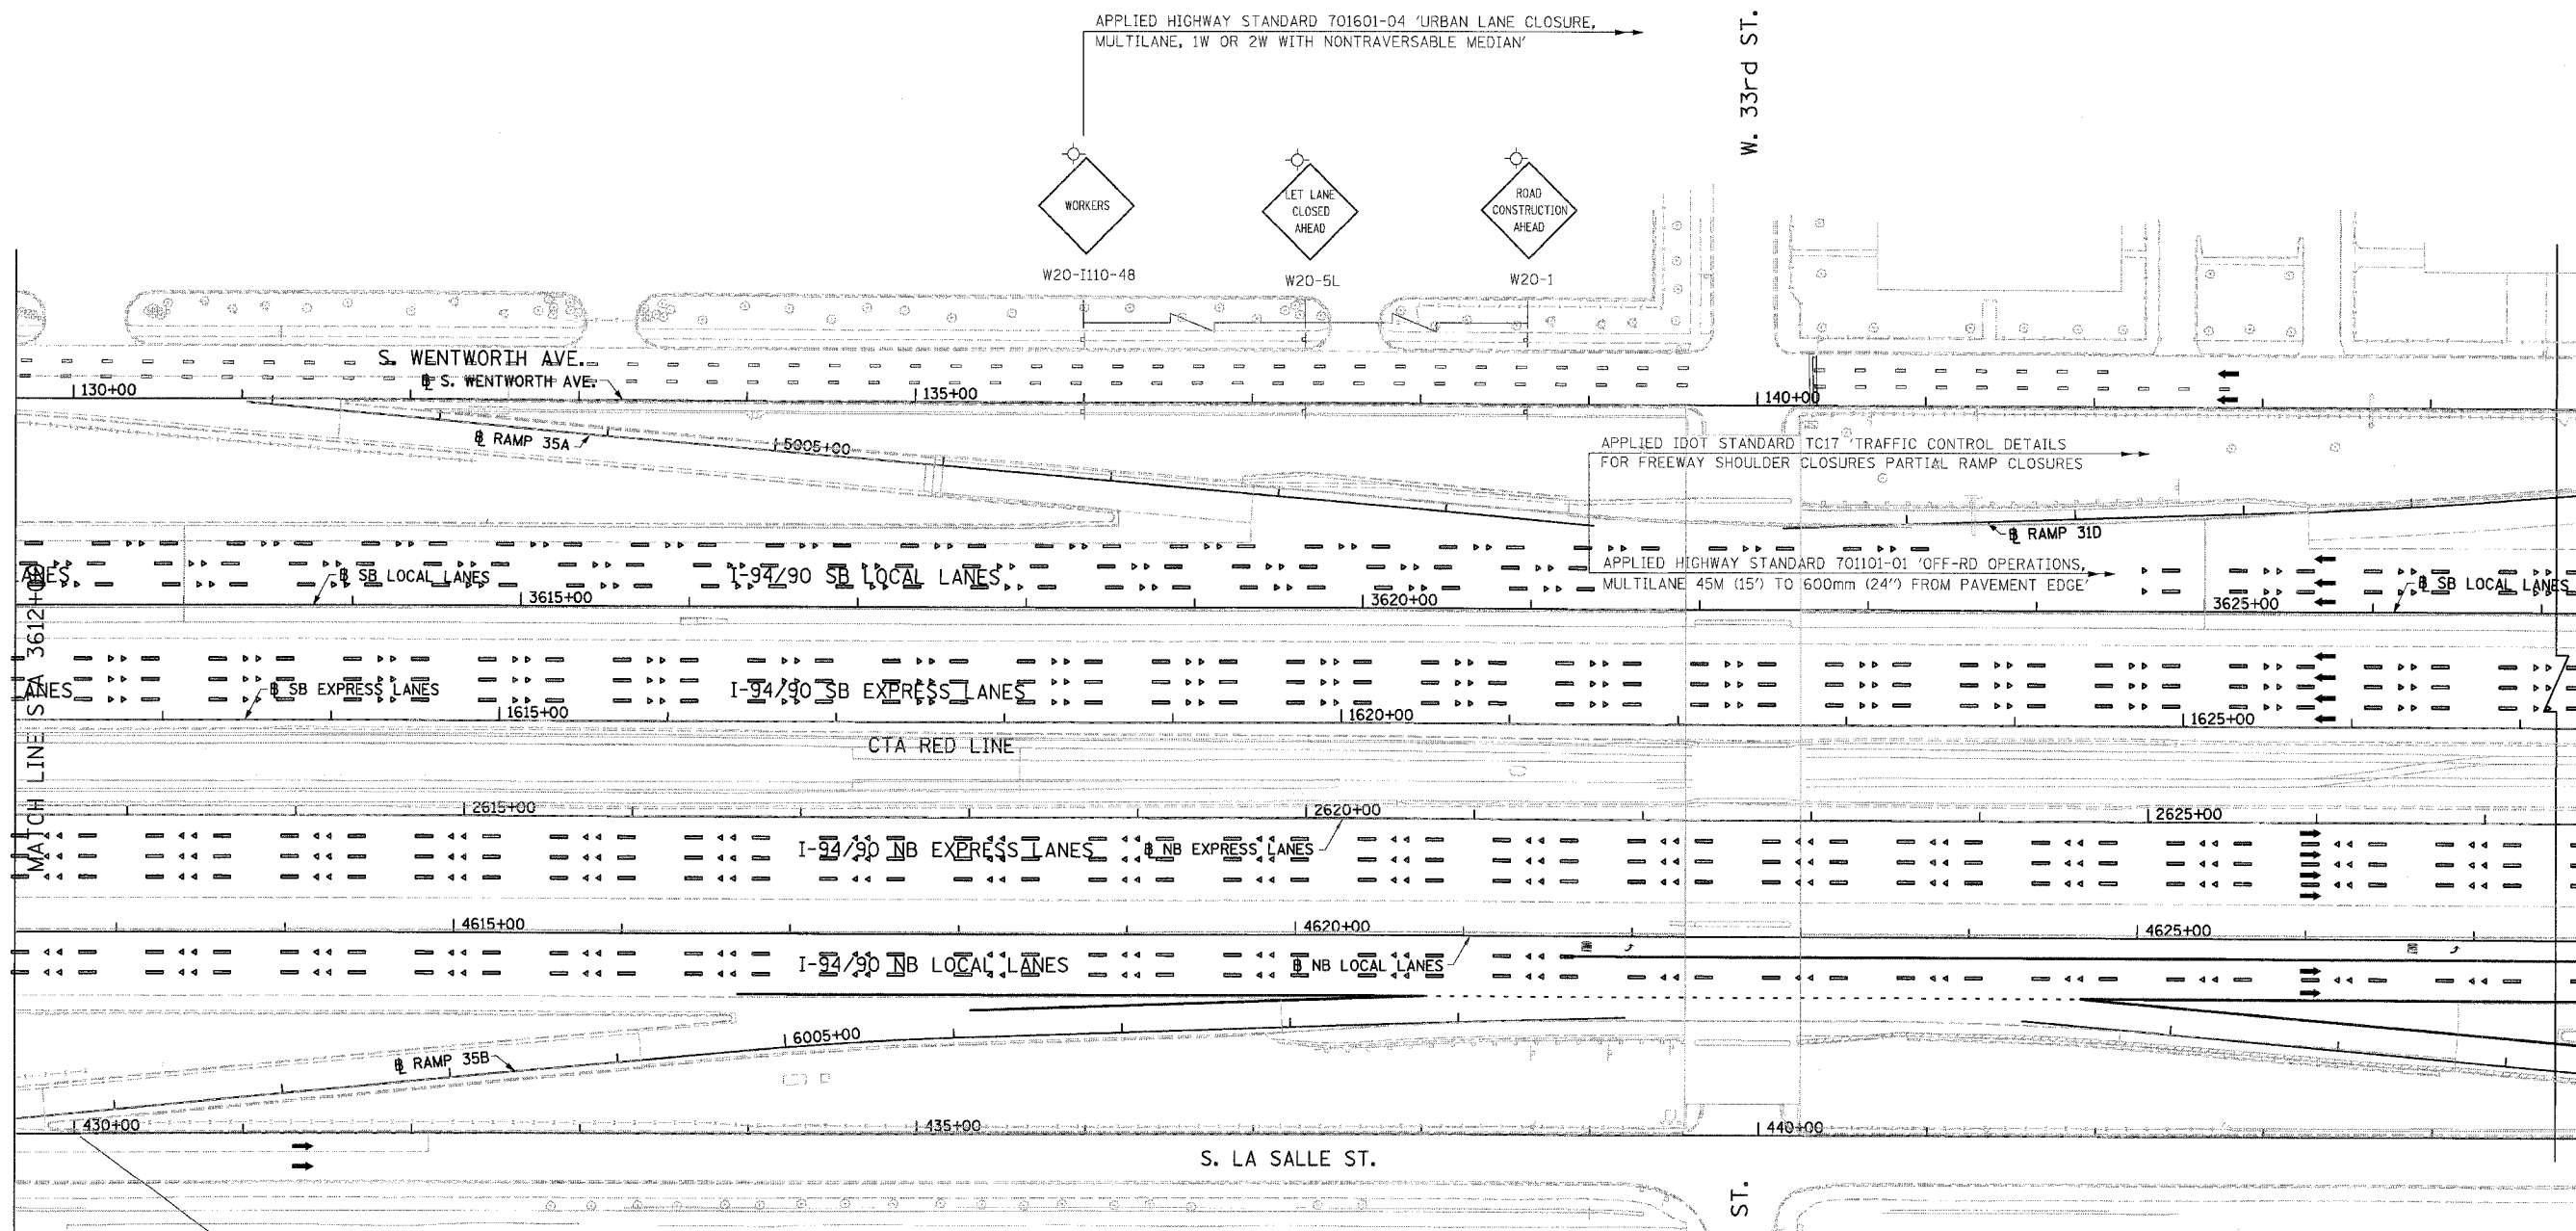 APPLIED HIGHWAY STANDARD 701601-04 'URBAN LANE CLOSURE,
MULTILANE, 1W OR 2W WITH NONTRAVERSABLE MEDIAN'
W. 33rd ST.
WORKERS
LET LANE
CLOSED
AHEAD
ROAD
CONSTRUCTION
AHEAD
W20-I110-48
W20-5L
W20-1
S. WENTWORTH AVE.
℄ S. WENTWORTH AVE.
130+00
135+00
140+00
℄ RAMP 35A
5005+00
APPLIED IDOT STANDARD TC17 'TRAFFIC CONTROL DETAILS
FOR FREEWAY SHOULDER CLOSURES PARTIAL RAMP CLOSURES
℄ RAMP 31D
APPLIED HIGHWAY STANDARD 701101-01 'OFF-RD OPERATIONS,
MULTILANE 45M (15') TO 600mm (24") FROM PAVEMENT EDGE'
LANES
℄ SB LOCAL LANES
I-94/90 SB LOCAL LANES
℄ SB LOCAL LANES
3615+00
3620+00
3625+00
MATCH LINE STA 3612+00
LANES
℄ SB EXPRESS LANES
I-94/90 SB EXPRESS LANES
1615+00
1620+00
1625+00
CTA RED LINE
2615+00
2620+00
2625+00
I-94/90 NB EXPRESS LANES
℄ NB EXPRESS LANES
4615+00
4620+00
4625+00
I-94/90 NB LOCAL LANES
℄ NB LOCAL LANES
6005+00
℄ RAMP 35B
430+00
435+00
440+00
S. LA SALLE ST.
ST.